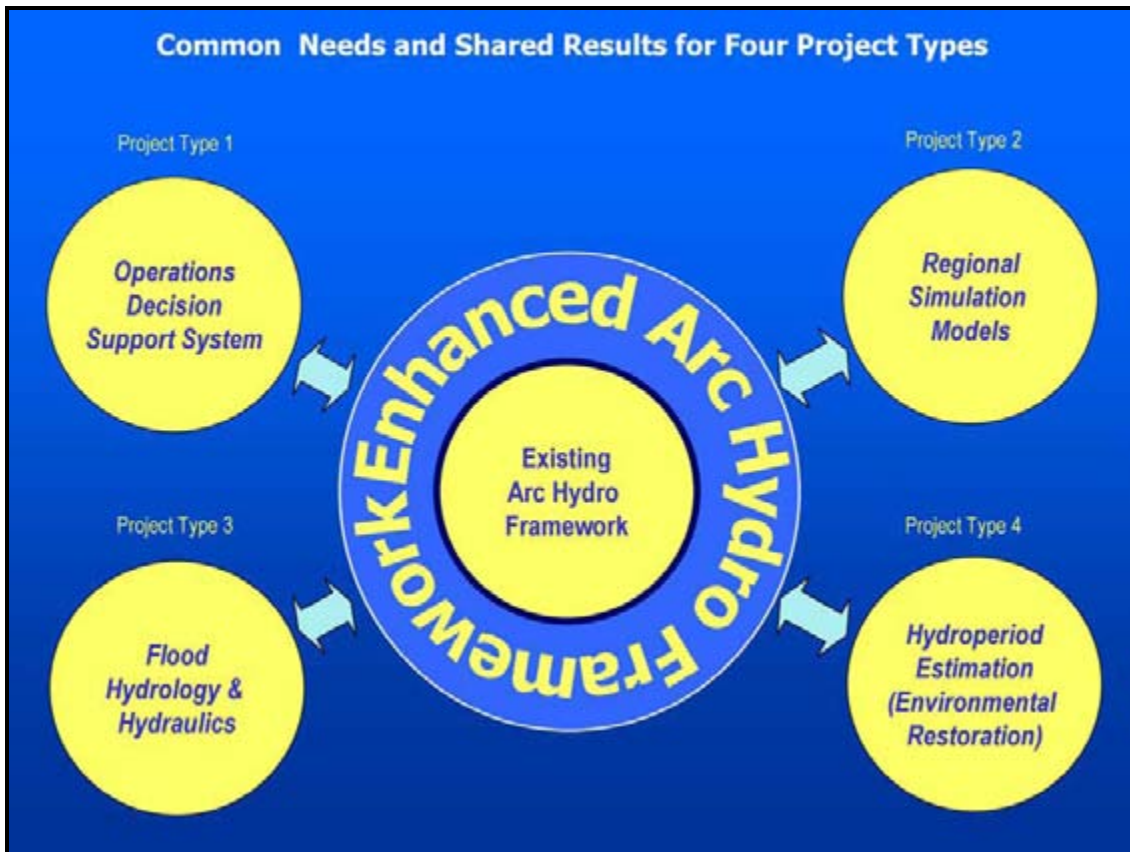 Common Needs and Shared Results for Four Project Types
Project Type 1
Operations
Decision
Support System
Project Type 2
Regional
Simulation
Models
Enhanced Arc Hydro Framework
Existing
Arc Hydro
Framework
Project Type 3
Flood
Hydrology &
Hydraulics
Project Type 4
Hydroperiod
Estimation
(Environmental
Restoration)